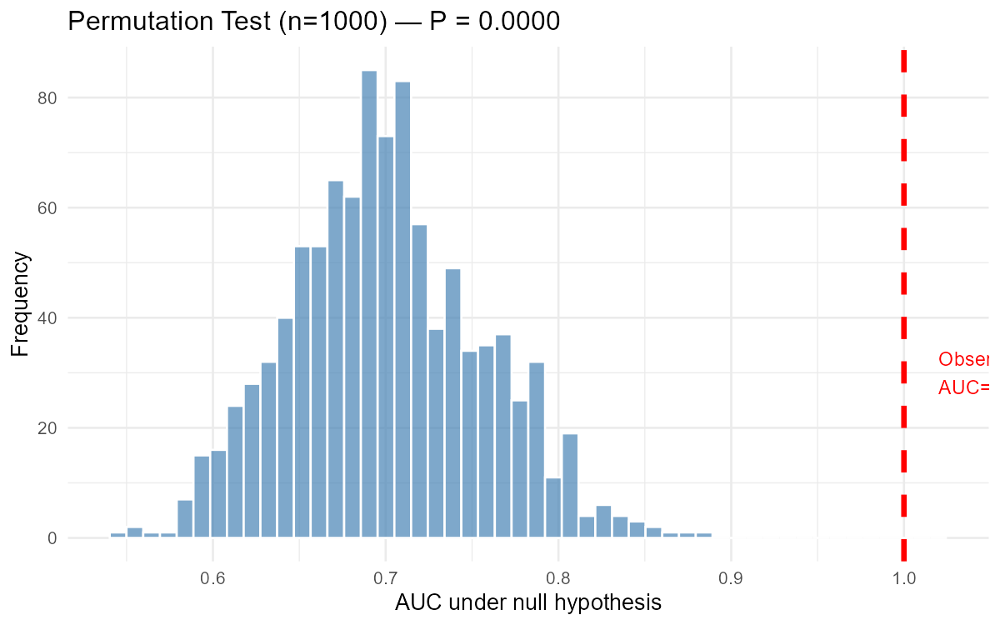 Permutation Test (n=1000) — P = 0.0000
Frequency
80
60
40
20
0
AUC=
0.6 0.7 0.8 0.9 1.0
AUC under null hypothesis